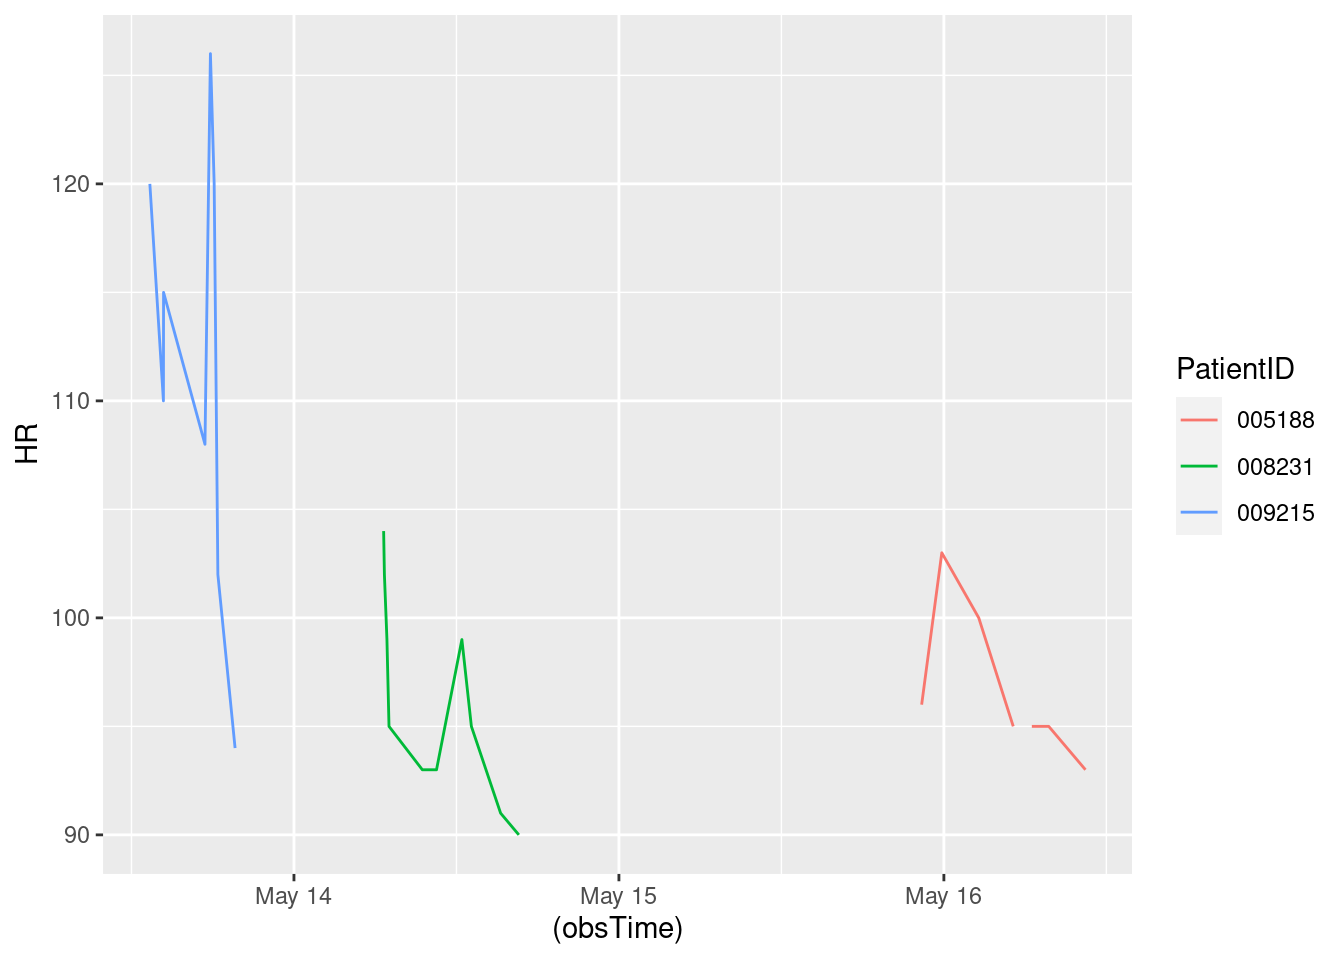 HR
120
110
100
90
May 14
May 15
May 16
(obsTime)
PatientID
005188
008231
009215